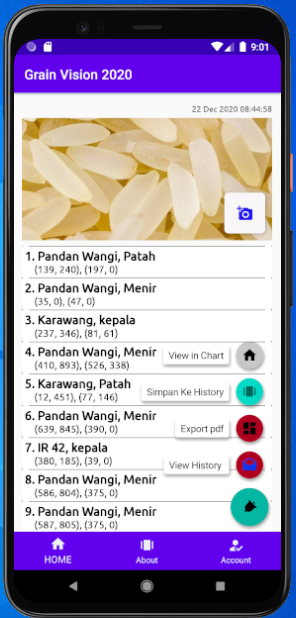 9:01
Grain Vision 2020
22 Dec 2020 08:44:58
1. Pandan Wangi, Patah
(139, 240), (197, 0)
2. Pandan Wangi, Menir
(35, 0), (47, 0)
3. Karawang, kepala
(237, 346), (81, 61)
4. Pandan Wangi, Menir
(410, 893), (526, 338)
View in Chart
5. Karawang, Patah
(12, 451), (77, 146)
Simpan Ke History
6. Pandan Wangi, Menir
(639, 845), (390, 0)
Export pdf
7. IR 42, kepala
(380, 185), (39, 0)
View History
8. Pandan Wangi, Menir
(586, 804), (375, 0)
9. Pandan Wangi, Menir
(587, 805), (375, 0)
HOME About Account